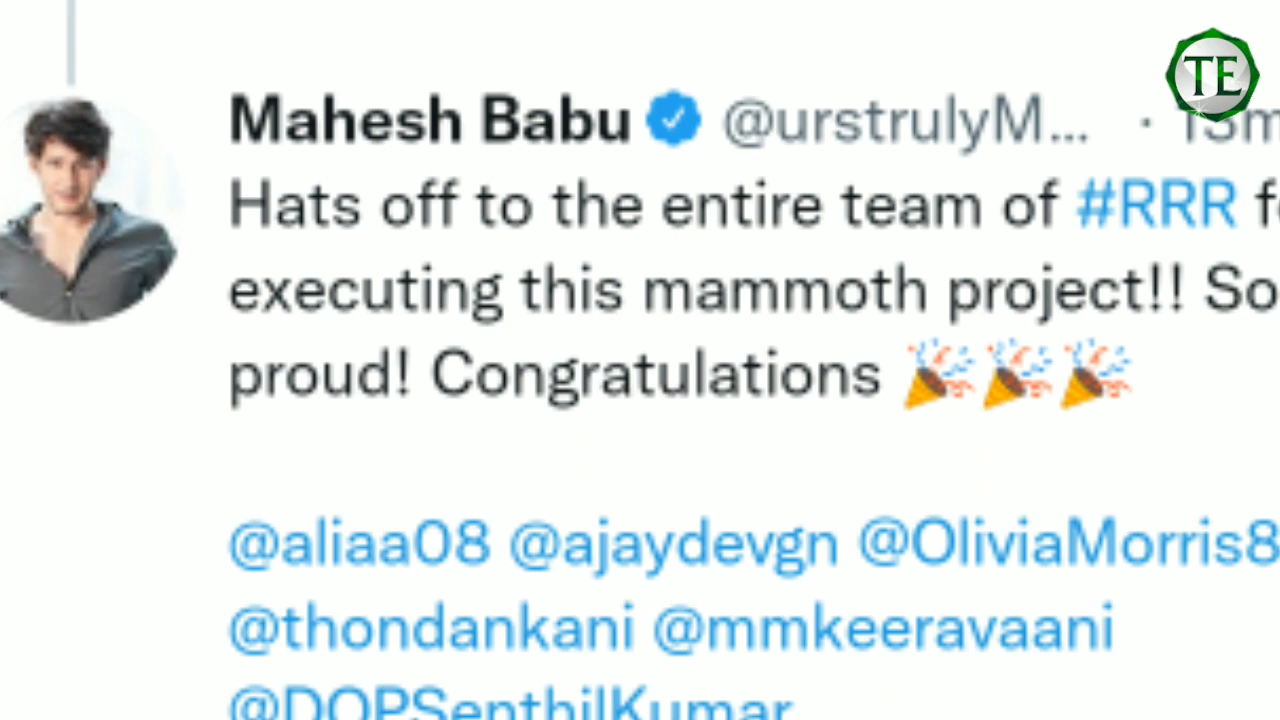 TE
Mahesh Babu @urstrulyM... ·
Hats off to the entire team of #RRR
executing this mammoth project!! So
proud! Congratulations 🎉🎉🎉
@aliaa08 @ajaydevgn @OliviaMorris8
@thondankani @mmkeeravaani
@DOPSenthilKumar